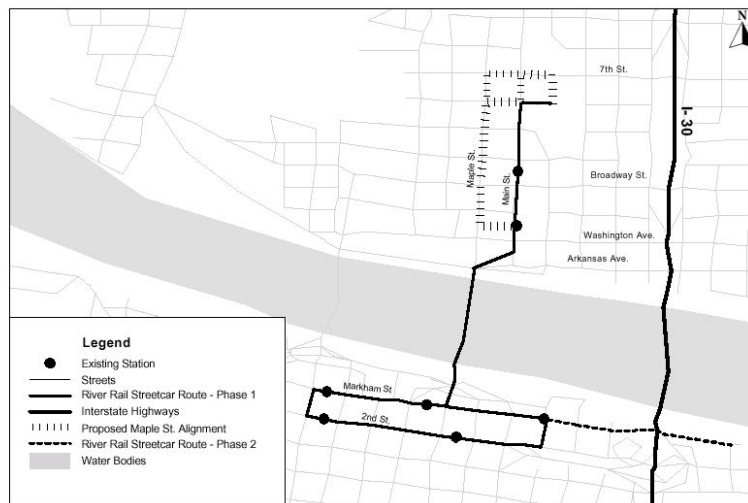 N
7th St.
I-30
Maple St.
Main St.
Broadway St.
Washington Ave.
Arkansas Ave.
Markham St
2nd St.
Legend
Existing Station
Streets
River Rail Streetcar Route - Phase 1
Interstate Highways
Proposed Maple St. Alignment
River Rail Streetcar Route - Phase 2
Water Bodies